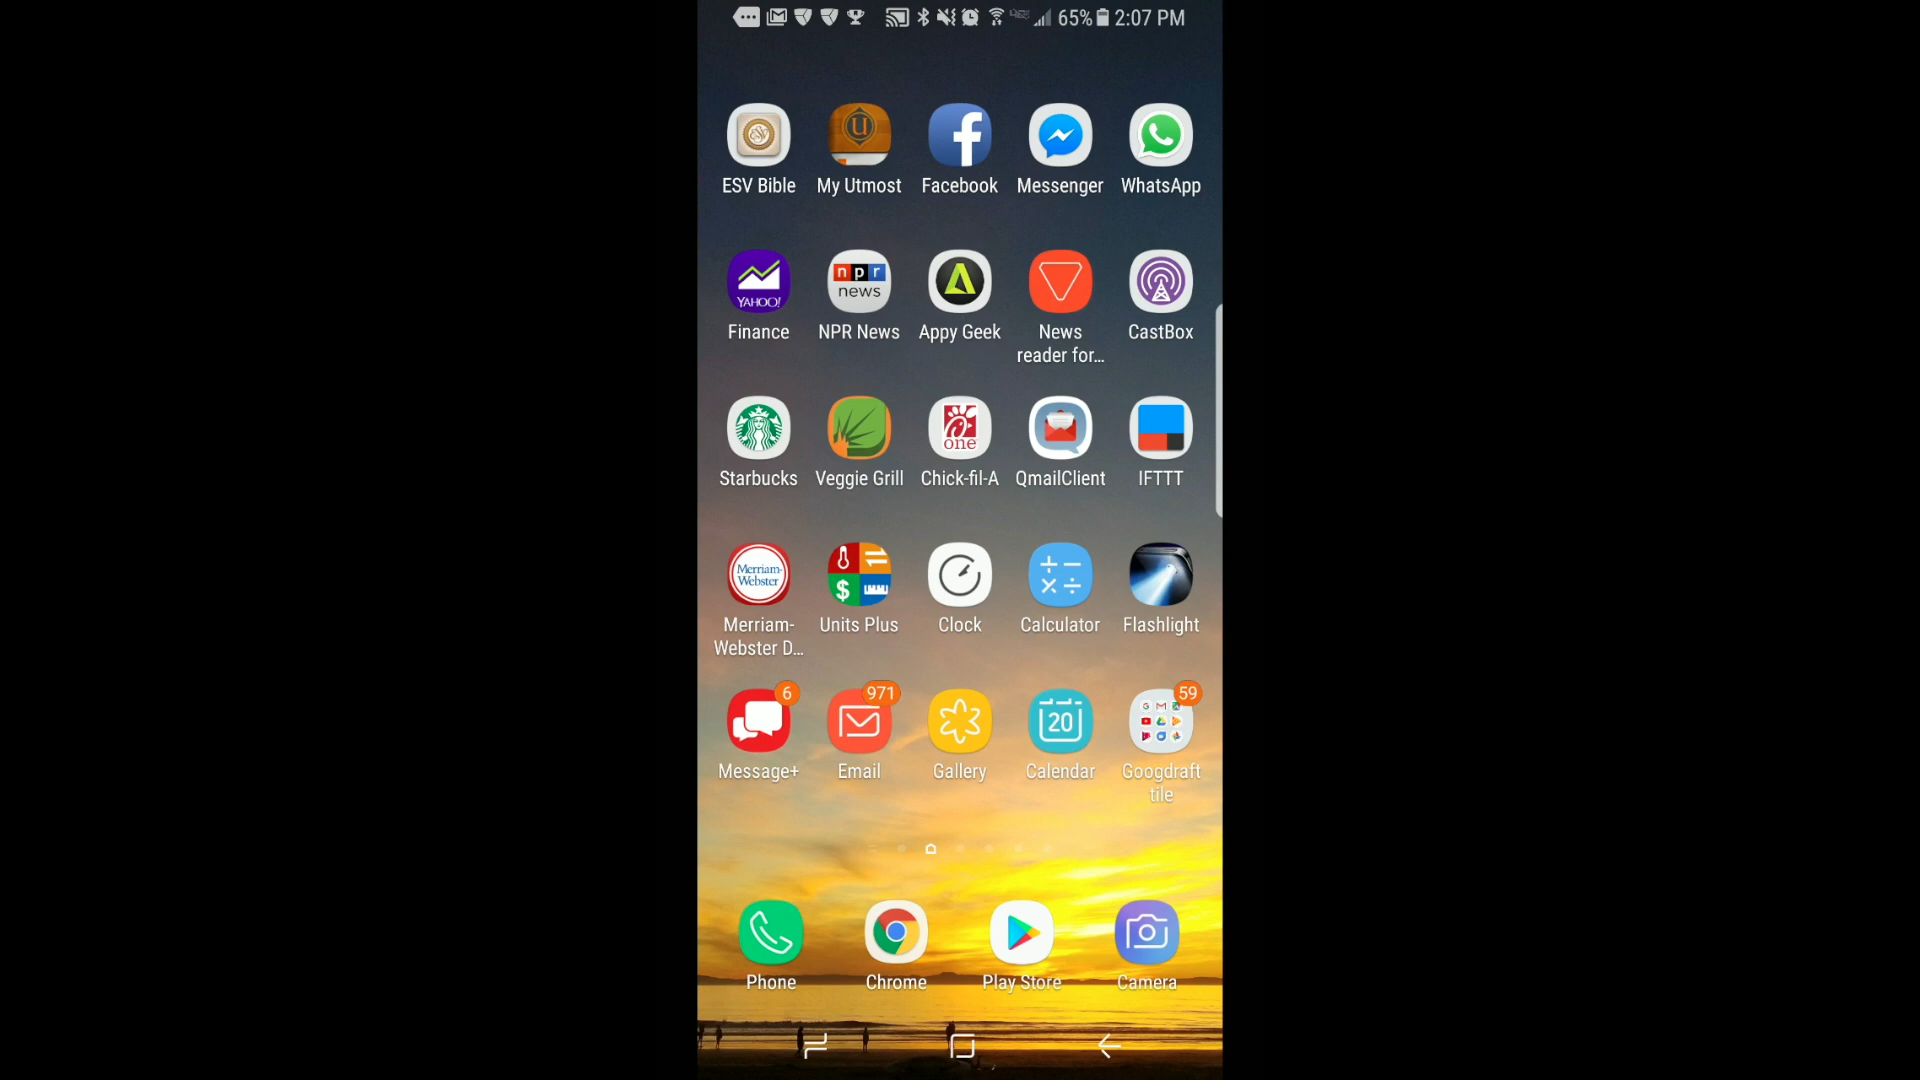 65% 2:07 PM
ESV Bible My Utmost Facebook Messenger WhatsApp
YAHOO!
npr
news
Finance NPR News Appy Geek News CastBox
reader for...
one
Starbucks Veggie Grill Chick-fil-A QmailClient IFTTT
Merriam-
Webster
$
Merriam- Units Plus Clock Calculator Flashlight
Webster D...
6 971 59
20
Message+ Email Gallery Calendar Googdraft
tile
Phone Chrome Play Store Camera